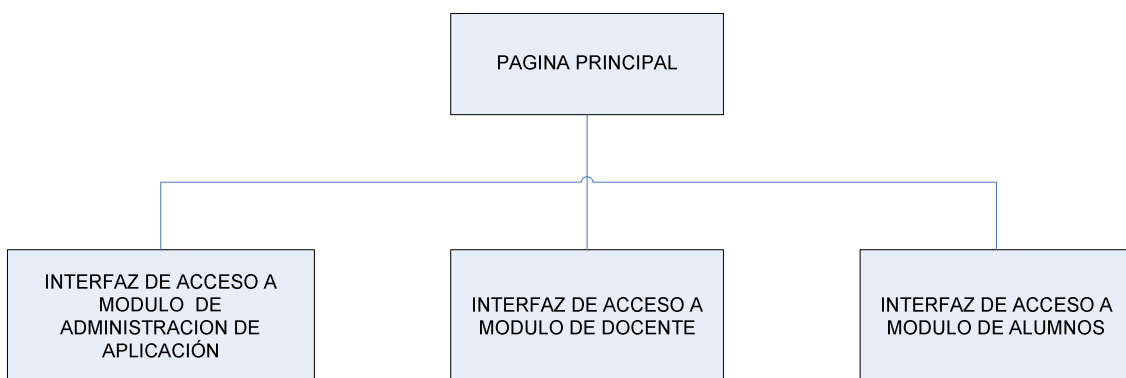 PAGINA PRINCIPAL
INTERFAZ DE ACCESO A
MODULO DE
ADMINISTRACION DE
APLICACIÓN
INTERFAZ DE ACCESO A
MODULO DE DOCENTE
INTERFAZ DE ACCESO A
MODULO DE ALUMNOS